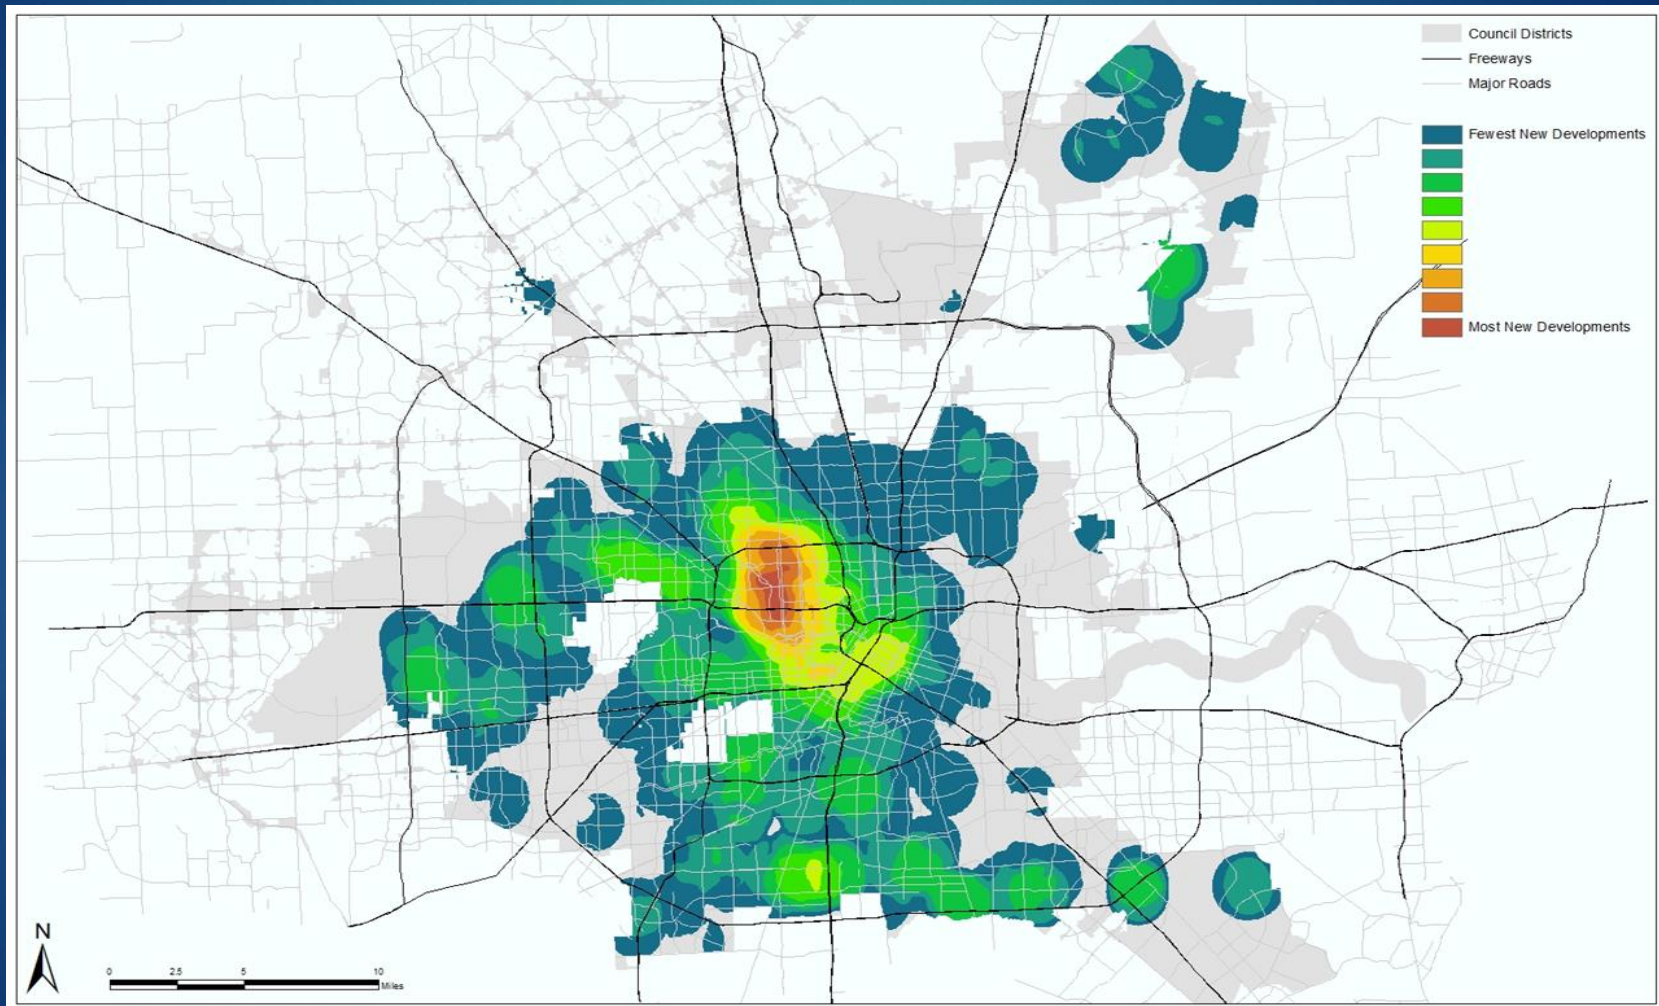 Council Districts
Freeways
Major Roads
Fewest New Developments
Most New Developments
N
0 2.5 5 10
Miles